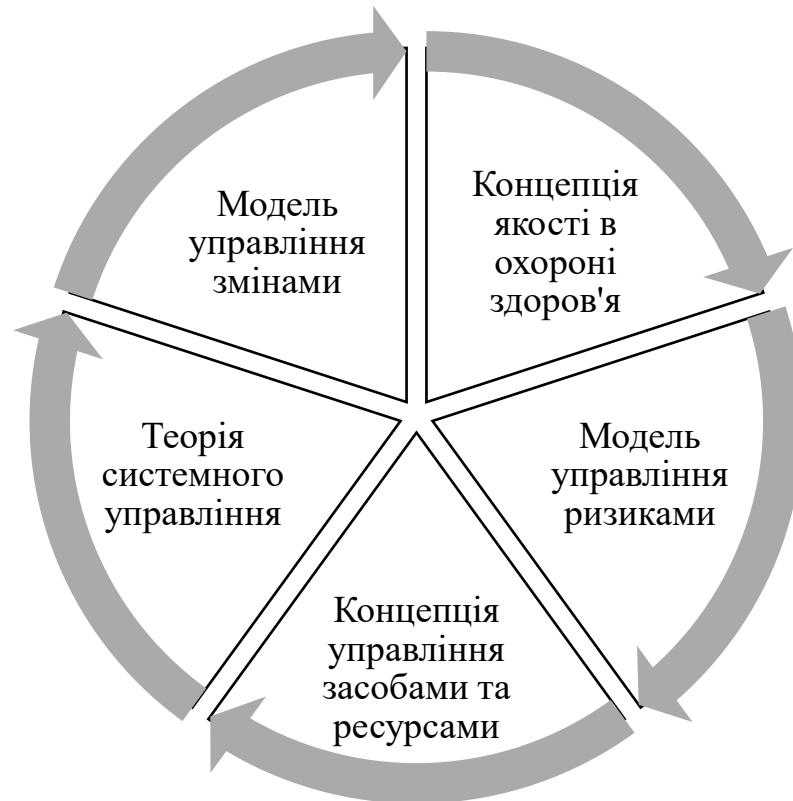 Модель
управління
змінами
Концепція
якості в
охороні
здоров'я
Теорія
системного
управління
Модель
управління
ризиками
Концепція
управління
засобами та
ресурсами